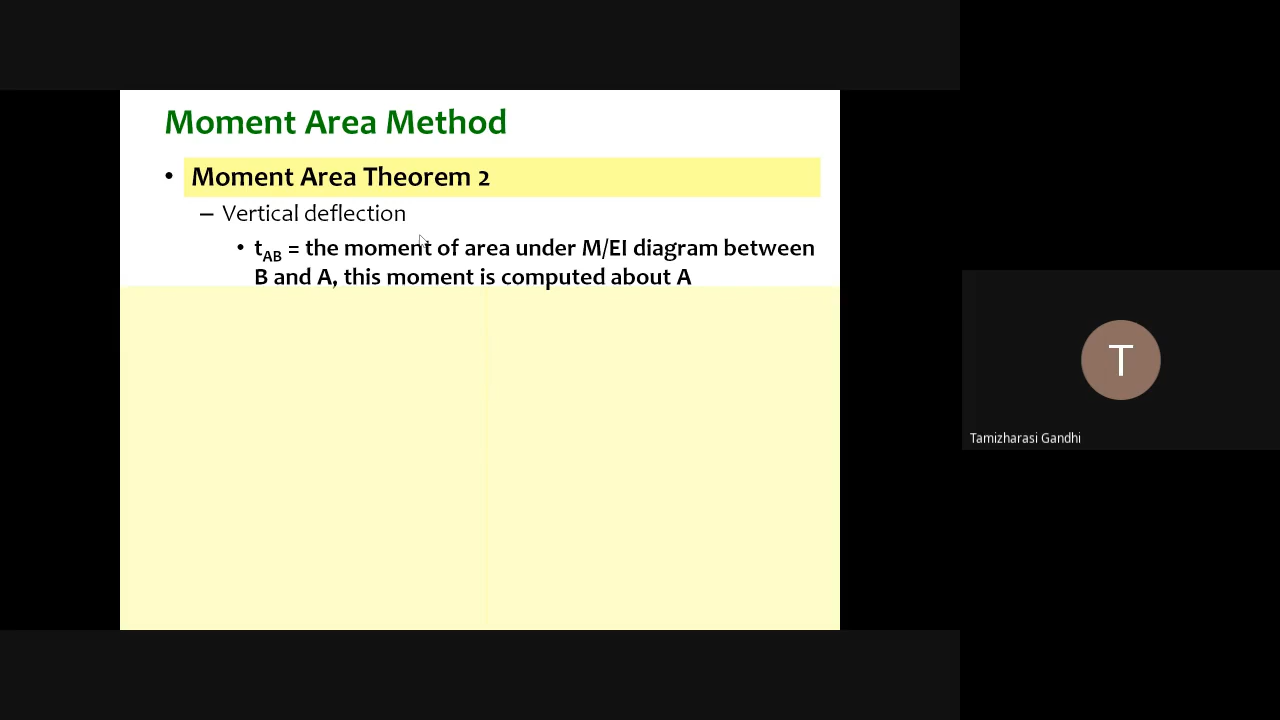 Moment Area Method
• Moment Area Theorem 2
– Vertical deflection
• tAB = the moment of area under M/EI diagram between
B and A, this moment is computed about A
T
Tamizharasi Gandhi